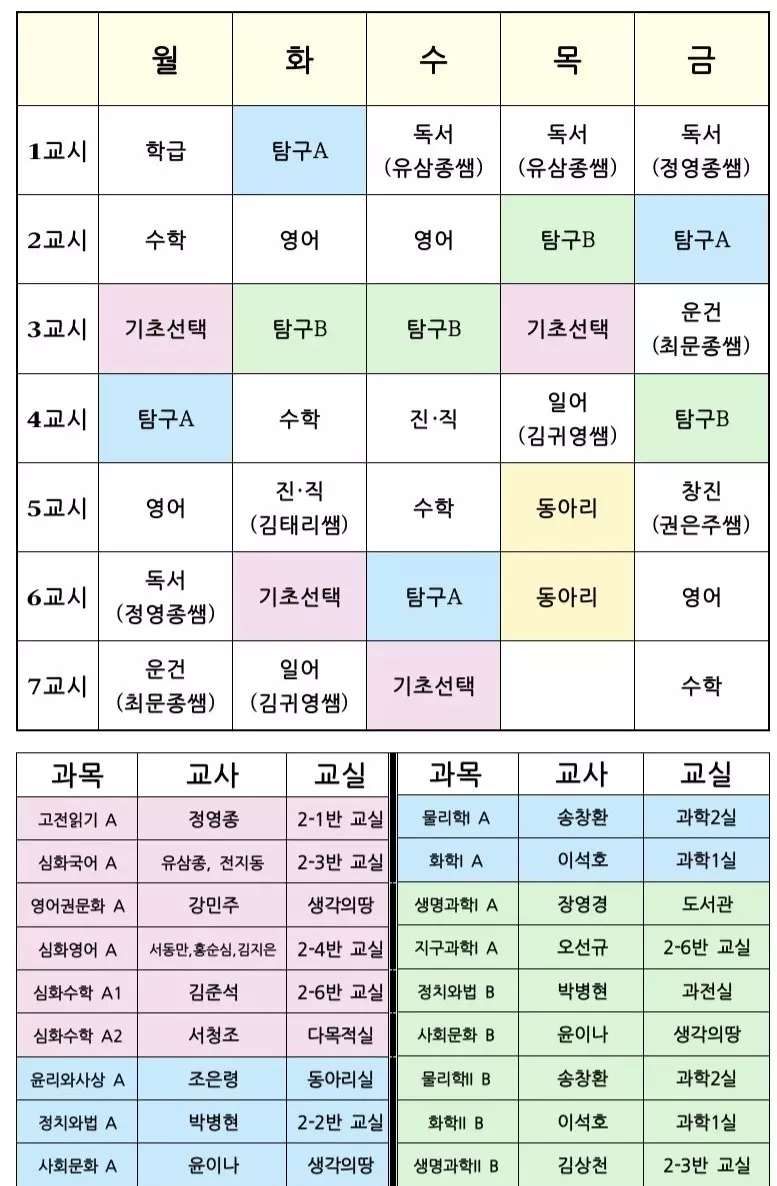 월 화 수 목 금
1교시 학급 탐구A 독서 (유삼종쌤) 독서 (유삼종쌤) 독서 (정영종쌤)
2교시 수학 영어 영어 탐구B 탐구A
3교시 기초선택 탐구B 탐구B 기초선택 운건 (최문종쌤)
4교시 탐구A 수학 진·직 일어 (김귀영쌤) 탐구B
5교시 영어 진·직 (김태리쌤) 수학 동아리 창진 (권은주쌤)
6교시 독서 (정영종쌤) 기초선택 탐구A 동아리 영어
7교시 운건 (최문종쌤) 일어 (김귀영쌤) 기초선택 수학
과목 교사 교실 과목 교사 교실
고전읽기 A 정영종 2-1반 교실 물리학I A 송창환 과학2실
심화국어 A 유삼종, 전지동 2-3반 교실 화학I A 이석호 과학1실
영어권문화 A 강민주 생각의땅 생명과학I A 장영경 도서관
심화영어 A 서동만,홍순심,김지은 2-4반 교실 지구과학I A 오선규 2-6반 교실
심화수학 A1 김준석 2-6반 교실 정치와법 B 박병현 과전실
심화수학 A2 서청조 다목적실 사회문화 B 윤이나 생각의땅
윤리와사상 A 조은령 동아리실 물리학II B 송창환 과학2실
정치와법 A 박병현 2-2반 교실 화학II B 이석호 과학1실
사회문화 A 윤이나 생각의땅 생명과학II B 김상천 2-3반 교실